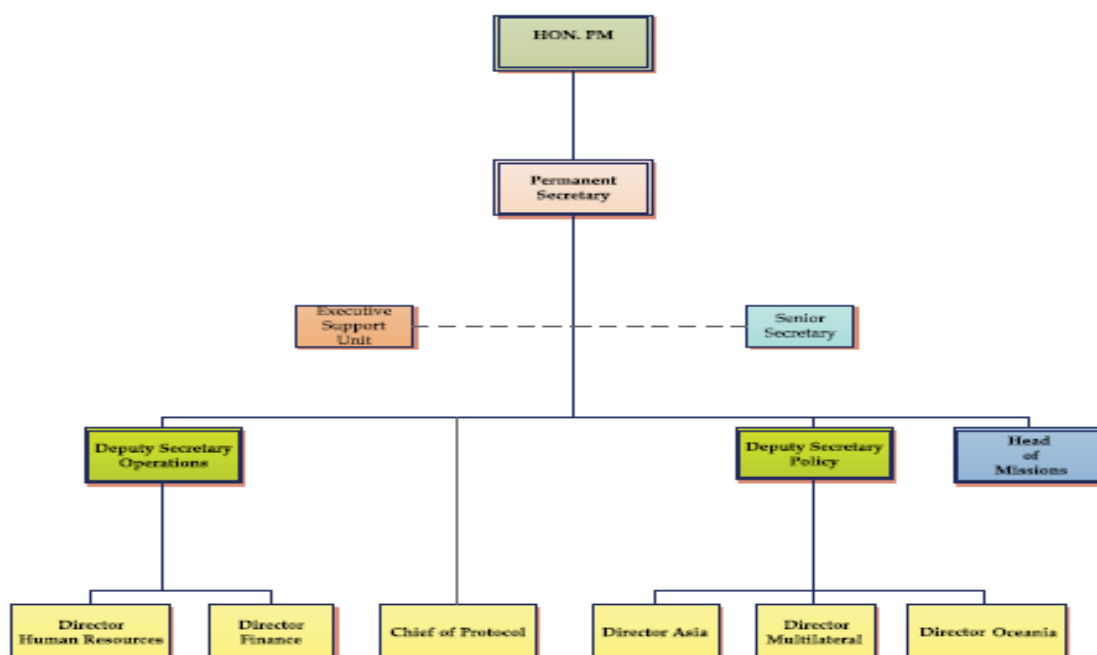 HON. PM
Permanent
Secretary
Executive
Support
Unit
Senior
Secretary
Deputy Secretary
Operations
Deputy Secretary
Policy
Head
of
Missions
Director
Human Resources
Director
Finance
Chief of Protocol
Director Asia
Director
Multilateral
Director Oceania